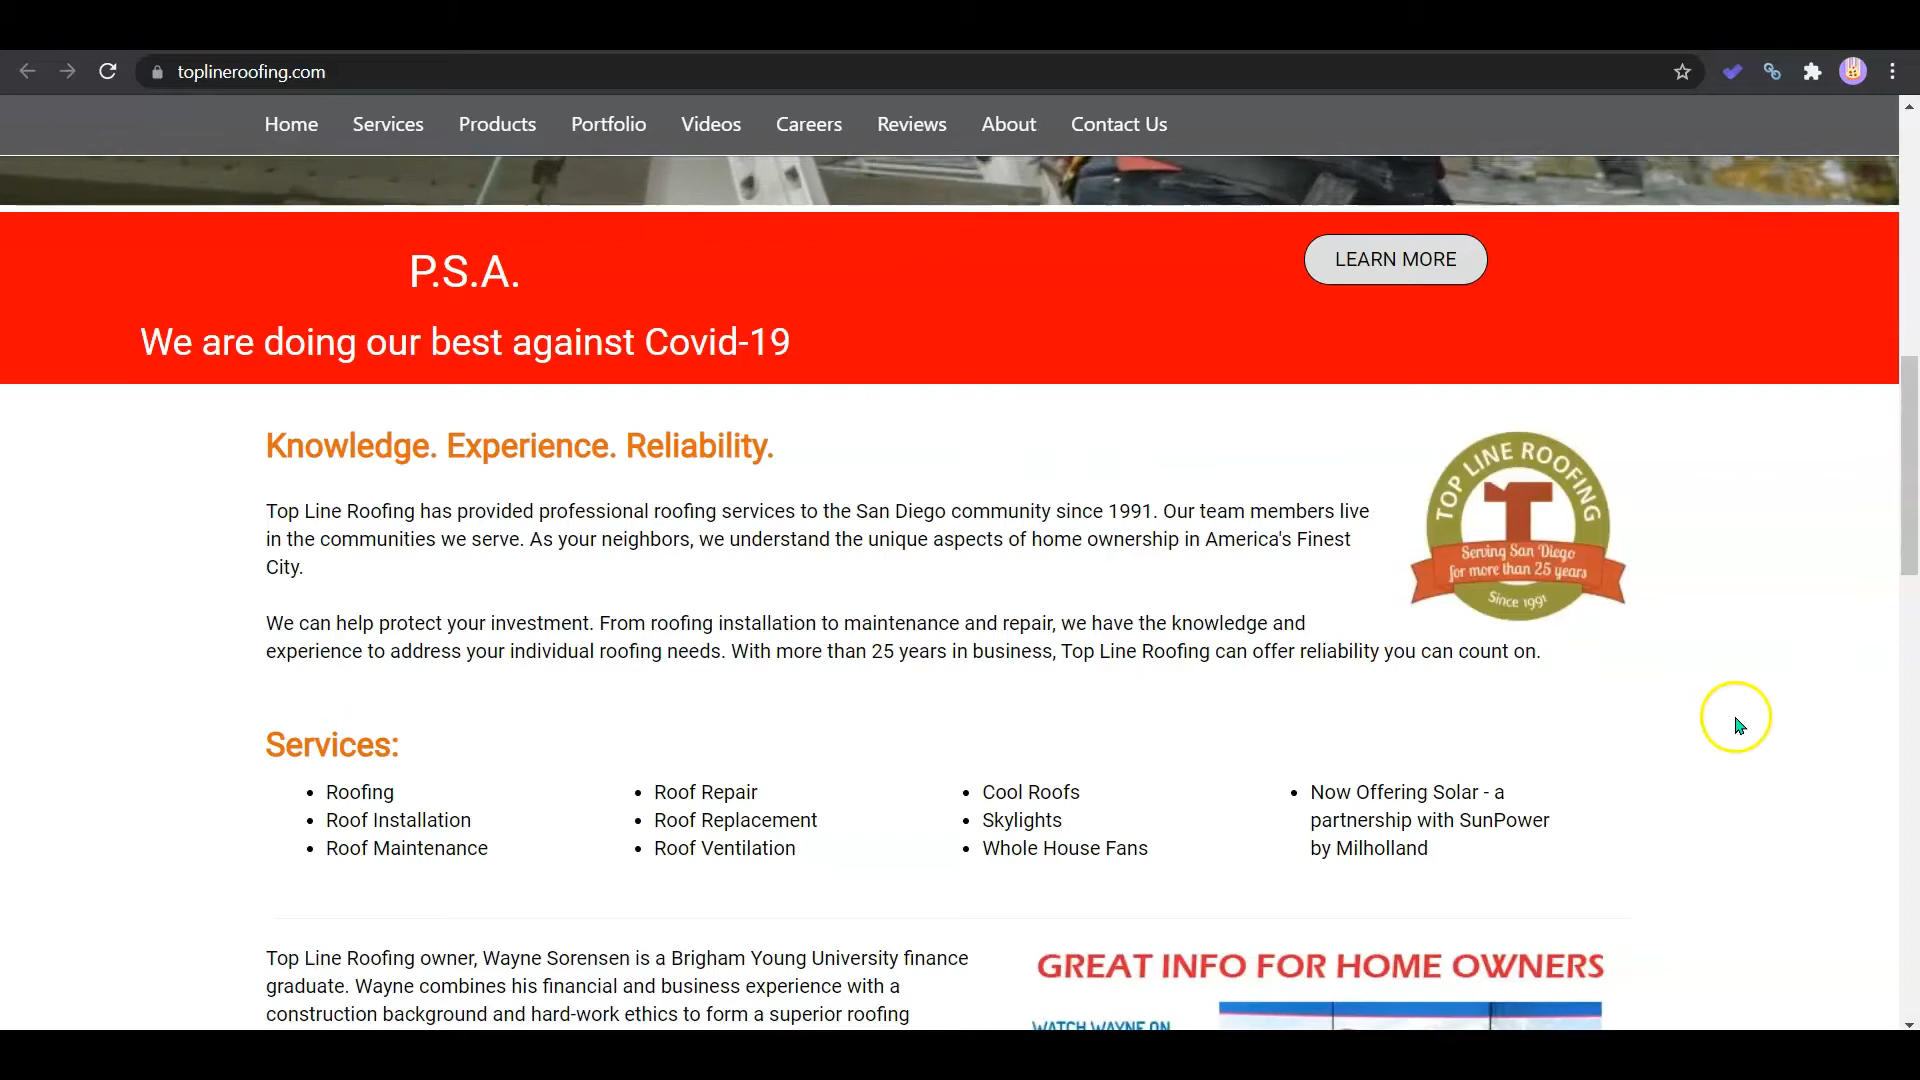 toplineroofing.com
Home Services Products Portfolio Videos Careers Reviews About Contact Us
P.S.A.
LEARN MORE
We are doing our best against Covid-19
Knowledge. Experience. Reliability.
Top Line Roofing has provided professional roofing services to the San Diego community since 1991. Our team members live
in the communities we serve. As your neighbors, we understand the unique aspects of home ownership in America's Finest
City.
We can help protect your investment. From roofing installation to maintenance and repair, we have the knowledge and
experience to address your individual roofing needs. With more than 25 years in business, Top Line Roofing can offer reliability you can count on.
TOP LINE ROOFING
T
Serving San Diego
for more than 25 years
Since 1991
Services:
• Roofing
• Roof Installation
• Roof Maintenance
• Roof Repair
• Roof Replacement
• Roof Ventilation
• Cool Roofs
• Skylights
• Whole House Fans
• Now Offering Solar - a
partnership with SunPower
by Milholland
Top Line Roofing owner, Wayne Sorensen is a Brigham Young University finance
graduate. Wayne combines his financial and business experience with a
construction background and hard-work ethics to form a superior roofing
GREAT INFO FOR HOME OWNERS
WATCH WAYNE ON